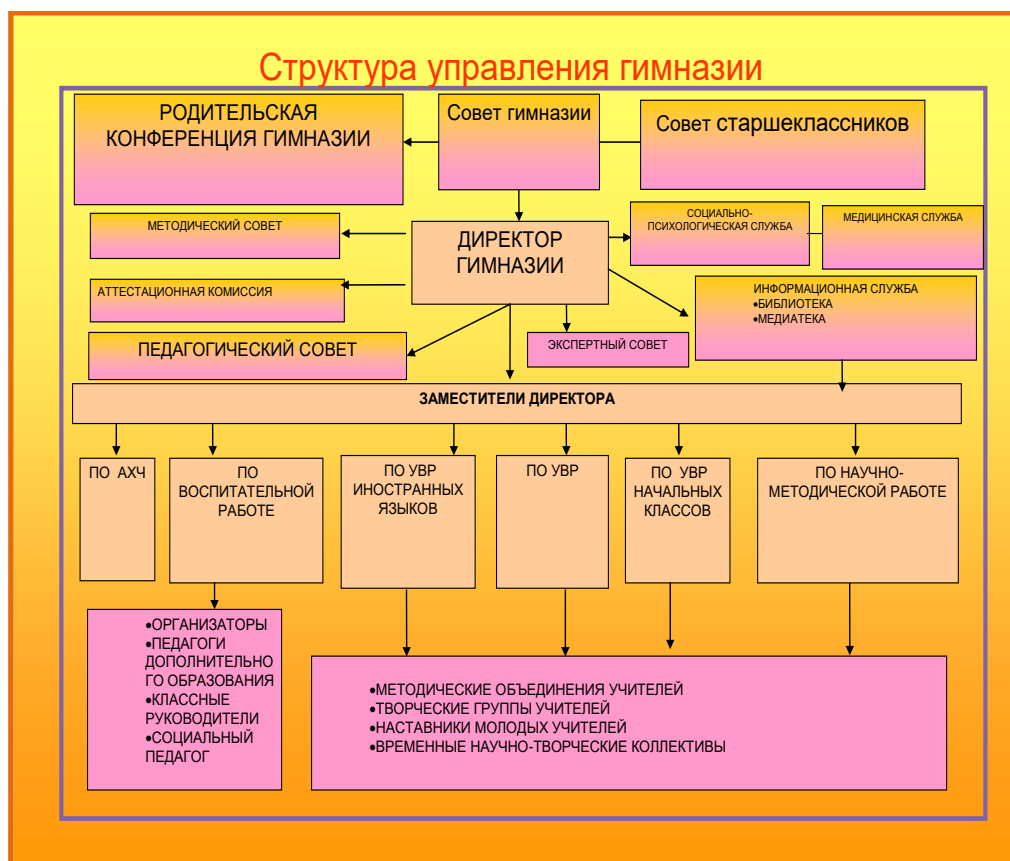 Структура управления гимназии
РОДИТЕЛЬСКАЯ
КОНФЕРЕНЦИЯ ГИМНАЗИИ
Совет гимназии
Совет старшеклассников
МЕТОДИЧЕСКИЙ СОВЕТ
ДИРЕКТОР
ГИМНАЗИИ
СОЦИАЛЬНО-
ПСИХОЛОГИЧЕСКАЯ СЛУЖБА
МЕДИЦИНСКАЯ СЛУЖБА
АТТЕСТАЦИОННАЯ КОМИССИЯ
ИНФОРМАЦИОННАЯ СЛУЖБА
•БИБЛИОТЕКА
•МЕДИАТЕКА
ПЕДАГОГИЧЕСКИЙ СОВЕТ
ЭКСПЕРТНЫЙ СОВЕТ
ЗАМЕСТИТЕЛИ ДИРЕКТОРА
ПО АХЧ
ПО
ВОСПИТАТЕЛЬНОЙ
РАБОТЕ
ПО УВР
ИНОСТРАННЫХ
ЯЗЫКОВ
ПО УВР
ПО УВР
НАЧАЛЬНЫХ
КЛАССОВ
ПО НАУЧНО-
МЕТОДИЧЕСКОЙ РАБОТЕ
•ОРГАНИЗАТОРЫ
•ПЕДАГОГИ
ДОПОЛНИТЕЛЬНО
ГО ОБРАЗОВАНИЯ
•КЛАССНЫЕ
РУКОВОДИТЕЛИ
•СОЦИАЛЬНЫЙ
ПЕДАГОГ
•МЕТОДИЧЕСКИЕ ОБЪЕДИНЕНИЯ УЧИТЕЛЕЙ
•ТВОРЧЕСКИЕ ГРУППЫ УЧИТЕЛЕЙ
•НАСТАВНИКИ МОЛОДЫХ УЧИТЕЛЕЙ
•ВРЕМЕННЫЕ НАУЧНО-ТВОРЧЕСКИЕ КОЛЛЕКТИВЫ